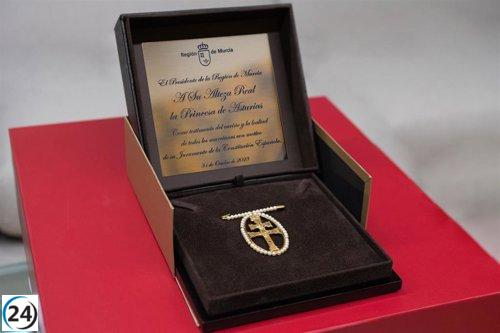 Región de Murcia
El Presidente de la Región de Murcia
A Su Alteza Real
la Princesa de Asturias
Como testimonio del cariño y la lealtad
de todos los murcianos con motivo
de su Juramento de la Constitución Española.
31 de Octubre de 2023
24